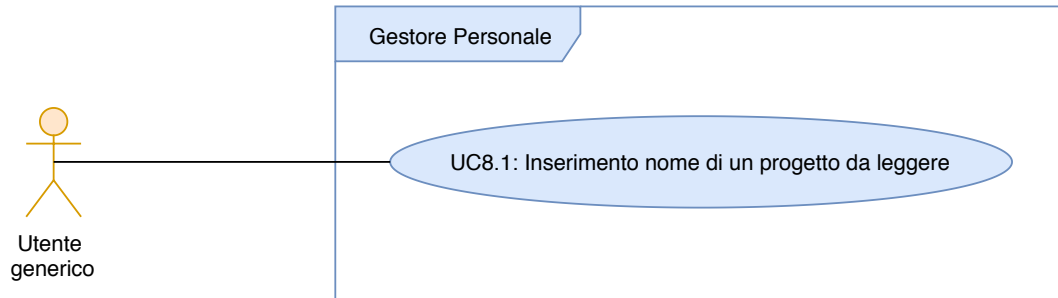 Gestore Personale
UC8.1: Inserimento nome di un progetto da leggere
Utente
generico